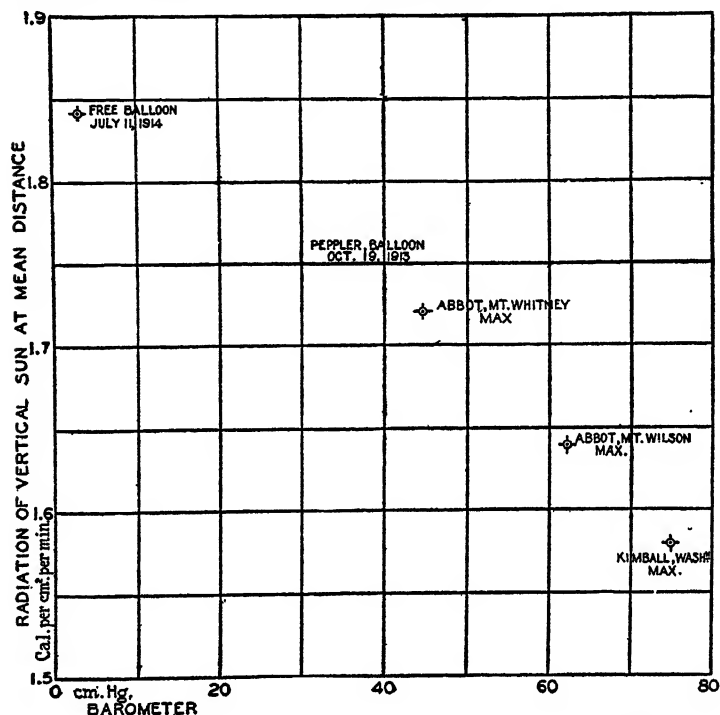 1.9
FREE BALLOON
JULY 11, 1914
1.8
PEPPLER, BALLOON
OCT. 19, 1913
ABBOT, MT. WHITNEY
MAX
1.7
ABBOT, MT. WILSON
MAX.
1.6
KIMBALL, WASHN
MAX.
1.5
0 20 40 60 80
cm. Hg,
BAROMETER
RADIATION OF VERTICAL SUN AT MEAN DISTANCE
Cal. per cm² per min.